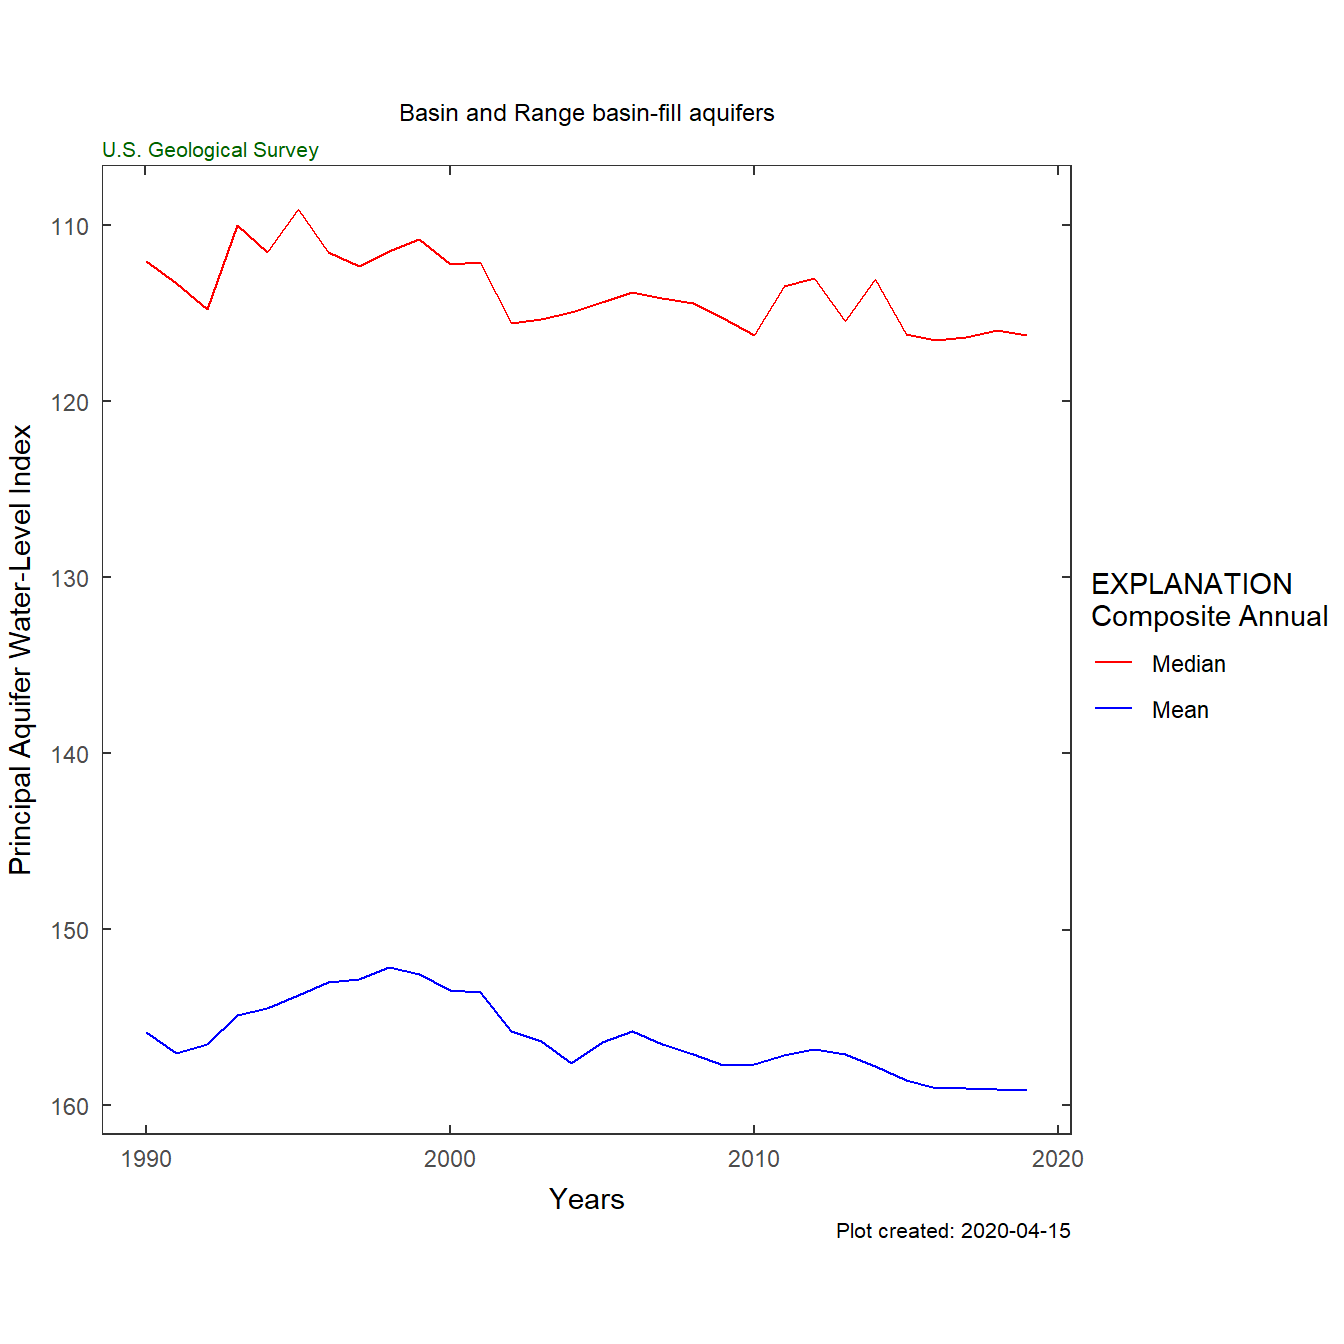 Basin and Range basin-fill aquifers
U.S. Geological Survey
Principal Aquifer Water-Level Index
110
120
130
140
150
160
1990
2000
2010
2020
Years
EXPLANATION
Composite Annual
Median
Mean
Plot created: 2020-04-15